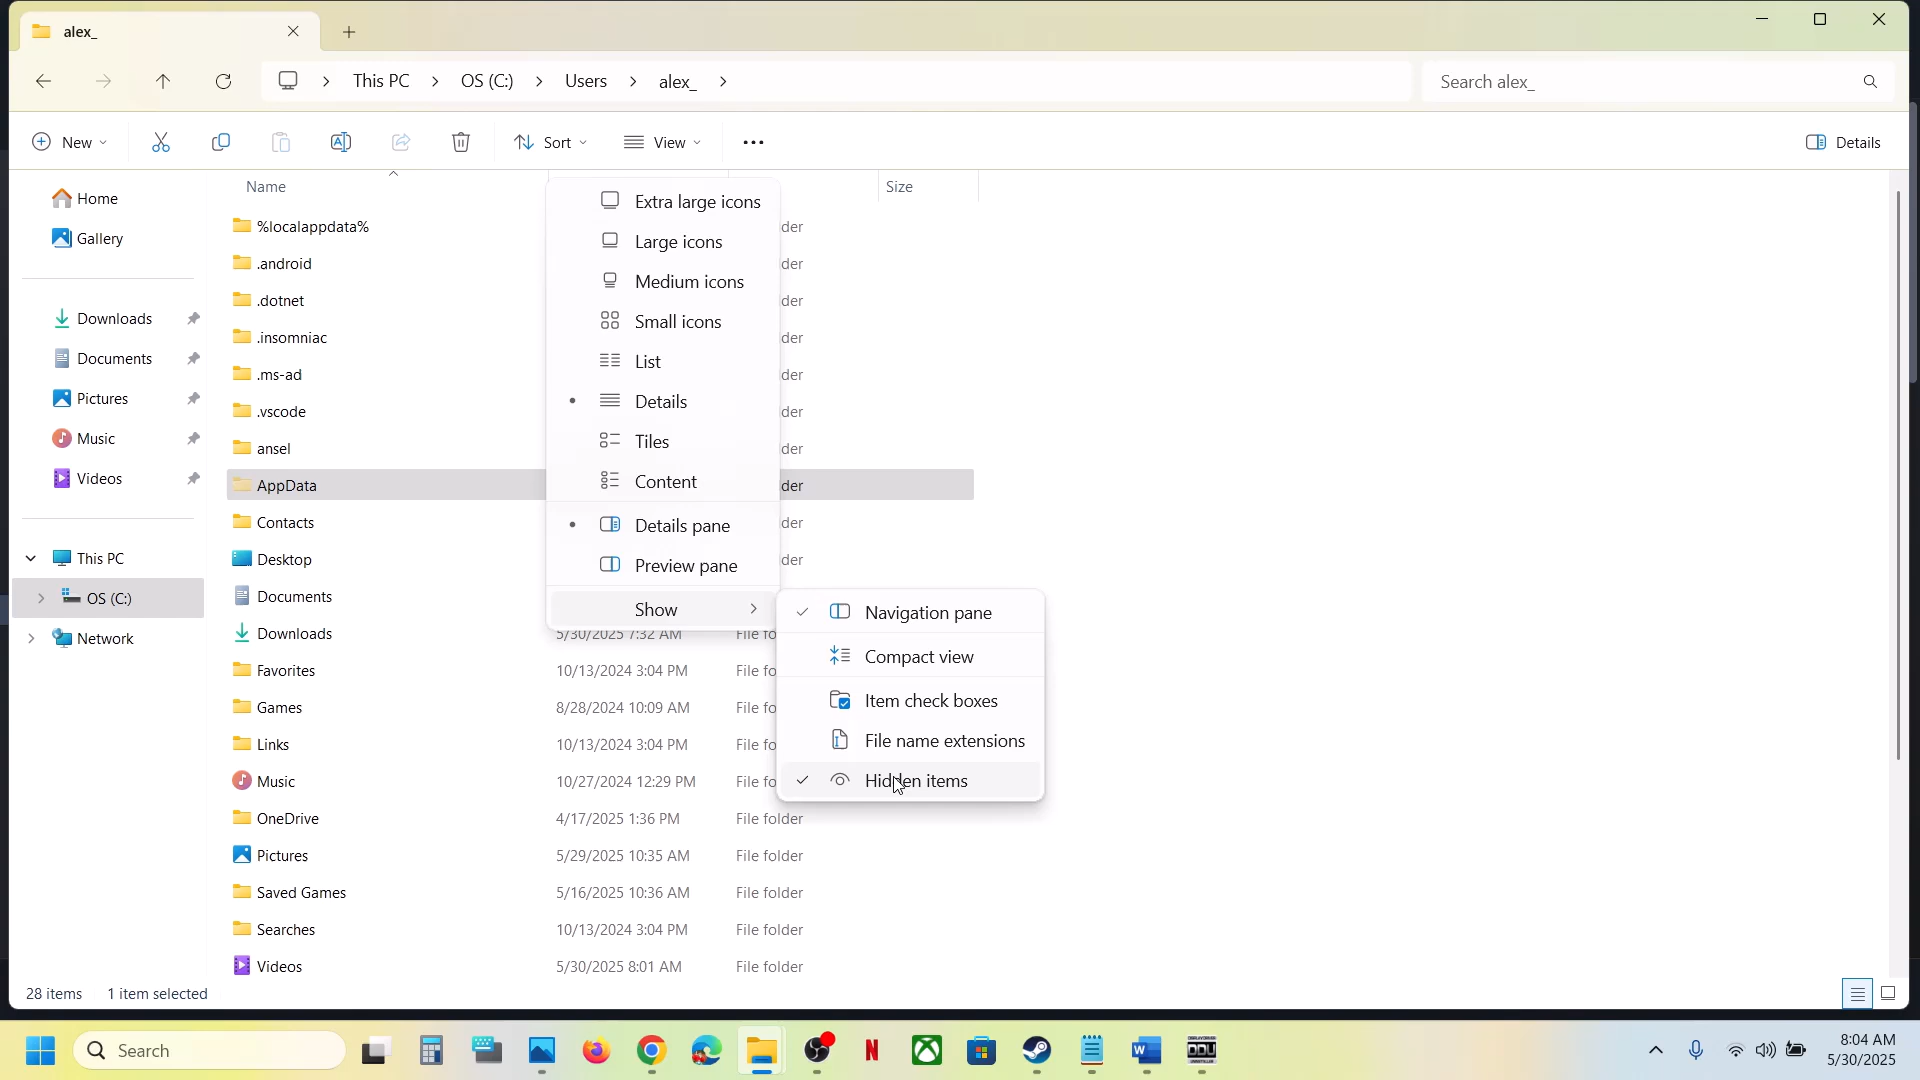 alex_
This PC
OS (C:)
Users
alex_
Search alex_
New
Sort
View
Details
Home
Gallery
Downloads
Documents
Pictures
Music
Videos
This PC
OS (C:)
Network
Name
Size
%localappdata%
der
.android
der
.dotnet
der
.insomniac
der
.ms-ad
der
.vscode
der
ansel
der
AppData
der
Contacts
der
Desktop
der
Documents
Downloads
5/30/2025 7:32 AM
File fo
Favorites
10/13/2024 3:04 PM
File fo
Games
8/28/2024 10:09 AM
File fo
Links
10/13/2024 3:04 PM
File fo
Music
10/27/2024 12:29 PM
File fo
OneDrive
4/17/2025 1:36 PM
File folder
Pictures
5/29/2025 10:35 AM
File folder
Saved Games
5/16/2025 10:36 AM
File folder
Searches
10/13/2024 3:04 PM
File folder
Videos
5/30/2025 8:01 AM
File folder
Extra large icons
Large icons
Medium icons
Small icons
List
Details
Tiles
Content
Details pane
Preview pane
Show
Navigation pane
Compact view
Item check boxes
File name extensions
Hidden items
28 items
1 item selected
Search
N
DDU
8:04 AM
5/30/2025